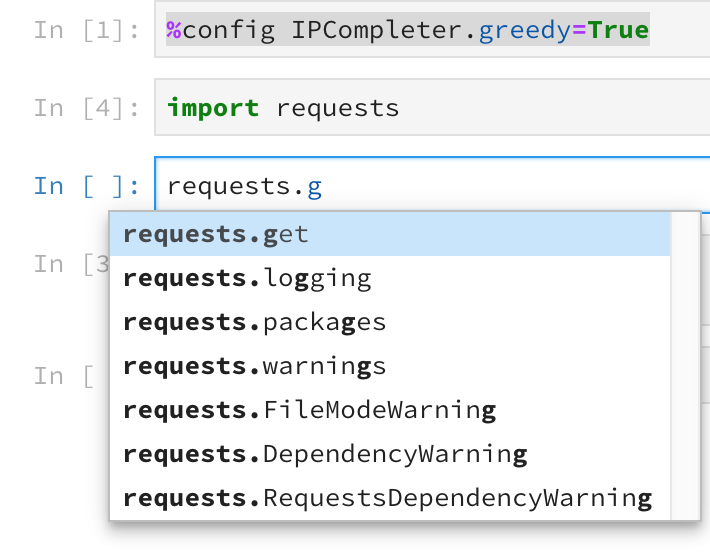 In [1]: %config IPCompleter.greedy=True
In [4]: import requests
In [ ]: requests.g
requests.get
In [3
requests.logging
requests.packages
requests.warnings
In [
requests.FileModeWarning
requests.DependencyWarning
requests.RequestsDependencyWarning